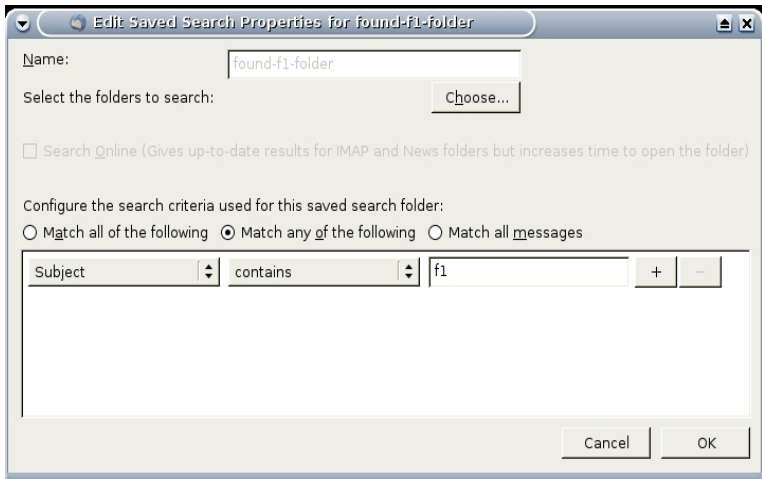 Edit Saved Search Properties for found-f1-folder
Name: found-f1-folder
Select the folders to search: Choose...
Search Online (Gives up-to-date results for IMAP and News folders but increases time to open the folder)
Configure the search criteria used for this saved search folder:
Match all of the following Match any of the following Match all messages
Subject contains f1 + −
Cancel OK